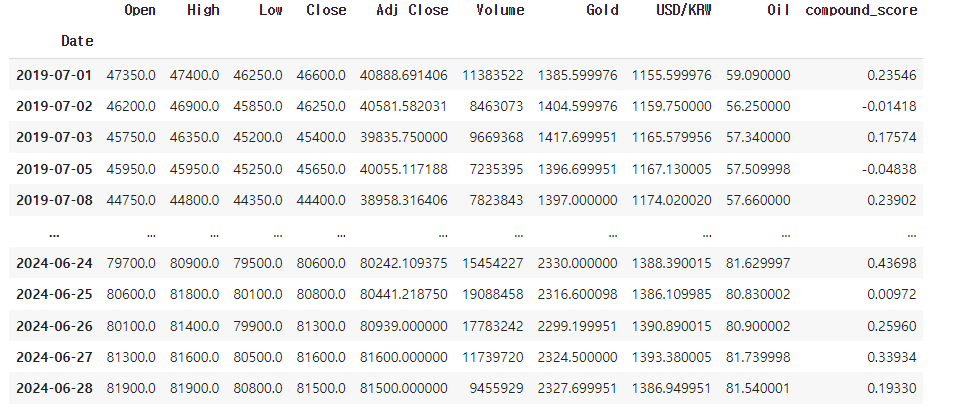 Open High Low Close Adj Close Volume Gold USD/KRW Oil compound_score
Date
2019-07-01 47350.0 47400.0 46250.0 46600.0 40888.691406 11383522 1385.599976 1155.599976 59.090000 0.23546
2019-07-02 46200.0 46900.0 45850.0 46250.0 40581.582031 8463073 1404.599976 1159.750000 56.250000 -0.01418
2019-07-03 45750.0 46350.0 45200.0 45400.0 39835.750000 9669368 1417.699951 1165.579956 57.340000 0.17574
2019-07-05 45950.0 45950.0 45250.0 45650.0 40055.117188 7235395 1396.699951 1167.130005 57.509998 -0.04838
2019-07-08 44750.0 44800.0 44350.0 44400.0 38958.316406 7823843 1397.000000 1174.020020 57.660000 0.23902
... ... ... ... ... ... ... ... ... ... ...
2024-06-24 79700.0 80900.0 79500.0 80600.0 80242.109375 15454227 2330.000000 1388.390015 81.629997 0.43698
2024-06-25 80600.0 81800.0 80100.0 80800.0 80441.218750 19088458 2316.600098 1386.109985 80.830002 0.00972
2024-06-26 80100.0 81400.0 79900.0 81300.0 80939.000000 17783242 2299.199951 1390.890015 80.900002 0.25960
2024-06-27 81300.0 81600.0 80500.0 81600.0 81600.000000 11739720 2324.500000 1393.380005 81.739998 0.33934
2024-06-28 81900.0 81900.0 80800.0 81500.0 81500.000000 9455929 2327.699951 1386.949951 81.540001 0.19330